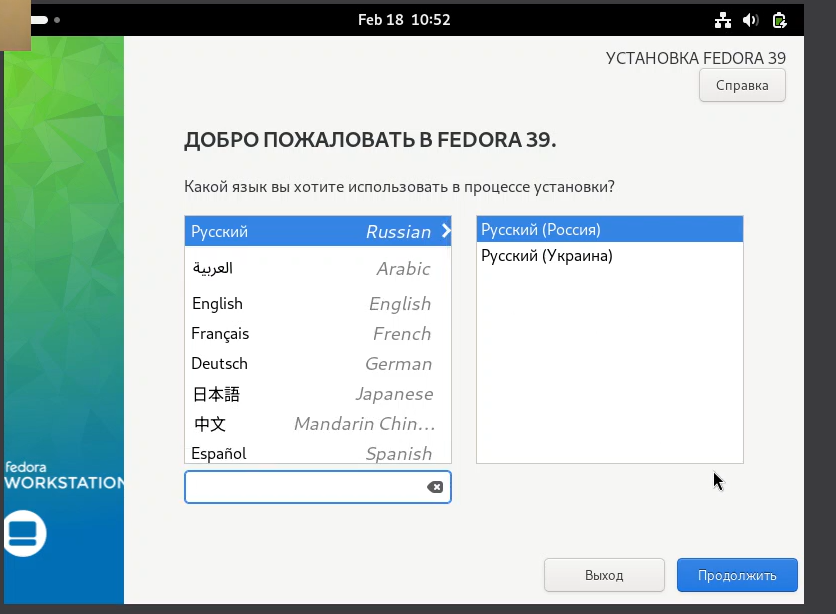 Feb 18 10:52
УСТАНОВКА FEDORA 39
Справка
ДОБРО ПОЖАЛОВАТЬ В FEDORA 39.
Какой язык вы хотите использовать в процессе установки?
Русский Russian
العربية Arabic
English English
Français French
Deutsch German
日本語 Japanese
中文 Mandarin Chin...
Español Spanish
Русский (Россия)
Русский (Украина)
fedora
WORKSTATION
Выход
Продолжить